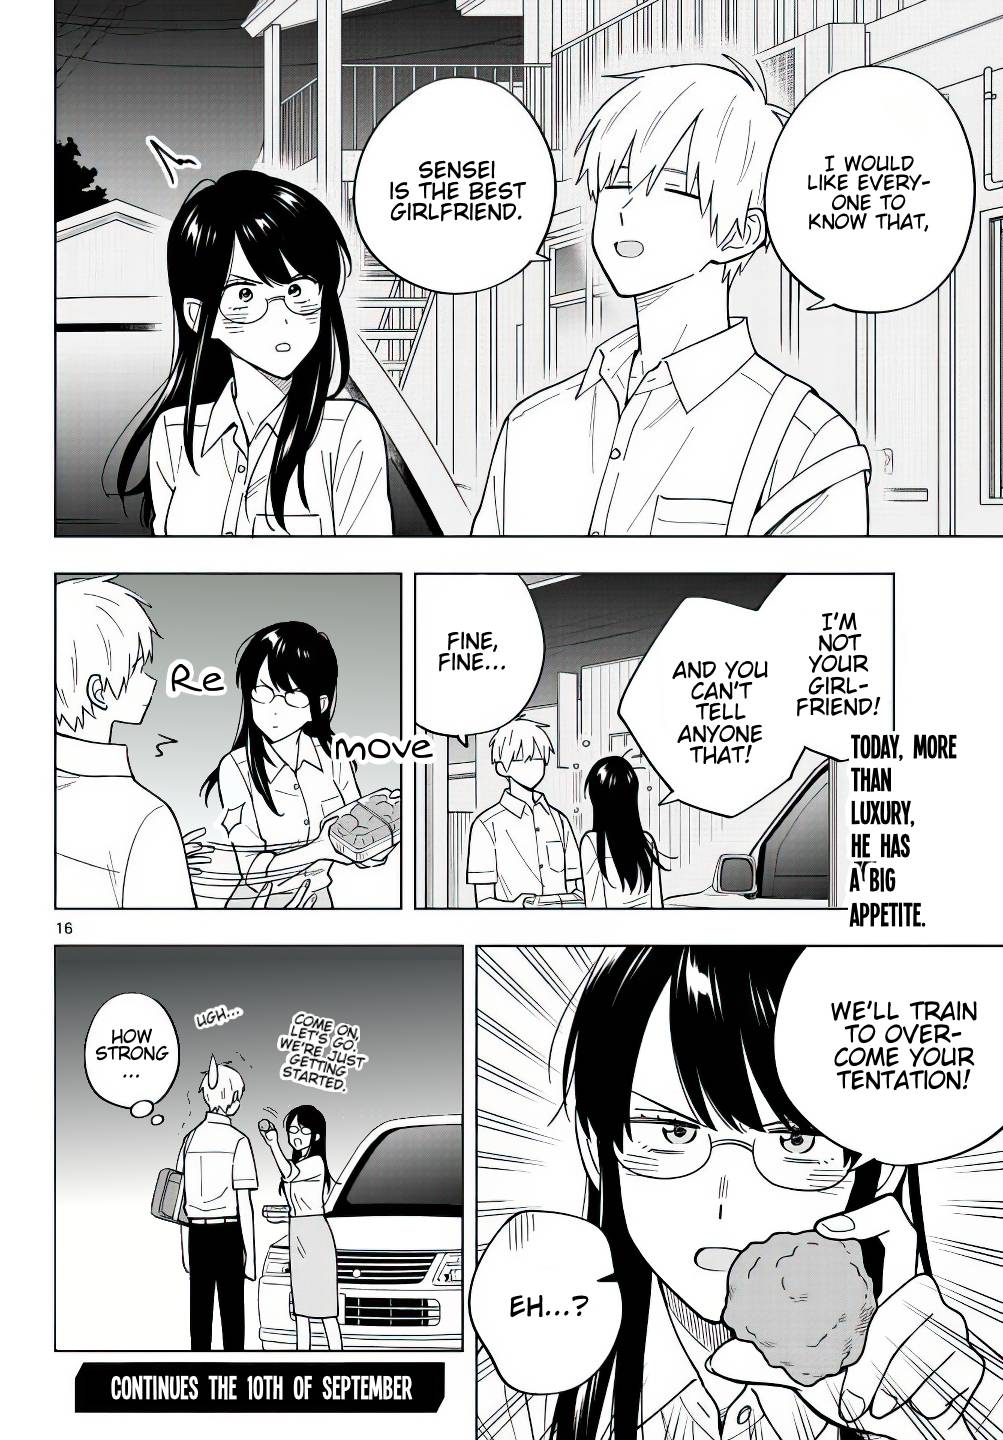 I WOULD
LIKE EVERY-
ONE TO
KNOW THAT,
SENSEI
IS THE BEST
GIRLFRIEND.
I'M
NOT
YOUR
GIRL-
FRIEND!
AND YOU
CAN'T
TELL
ANYONE
THAT!
FINE,
FINE...
TODAY, MORE
THAN
LUXURY,
HE HAS
A BIG
APPETITE.
Re
move
16
WE'LL TRAIN
TO OVER-
COME YOUR
TENTATION!
EH...?
COME ON,
LET'S GO.
WE'RE JUST
GETTING
STARTED.
UGH...
HOW
STRONG
...
CONTINUES THE 10TH OF SEPTEMBER